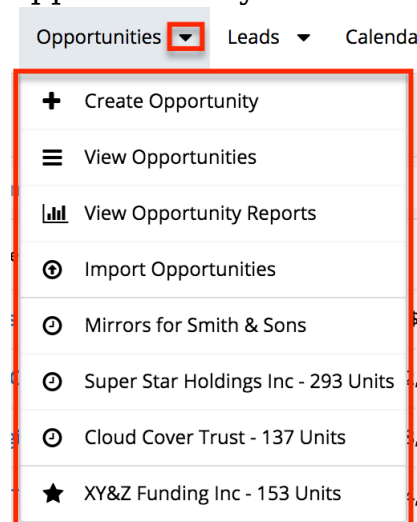 Opportunities Leads
Create Opportunity
View Opportunities
View Opportunity Reports
Import Opportunities
Mirrors for Smith & Sons
Super Star Holdings Inc - 293 Units
Cloud Cover Trust - 137 Units
XY&Z Funding Inc - 153 Units